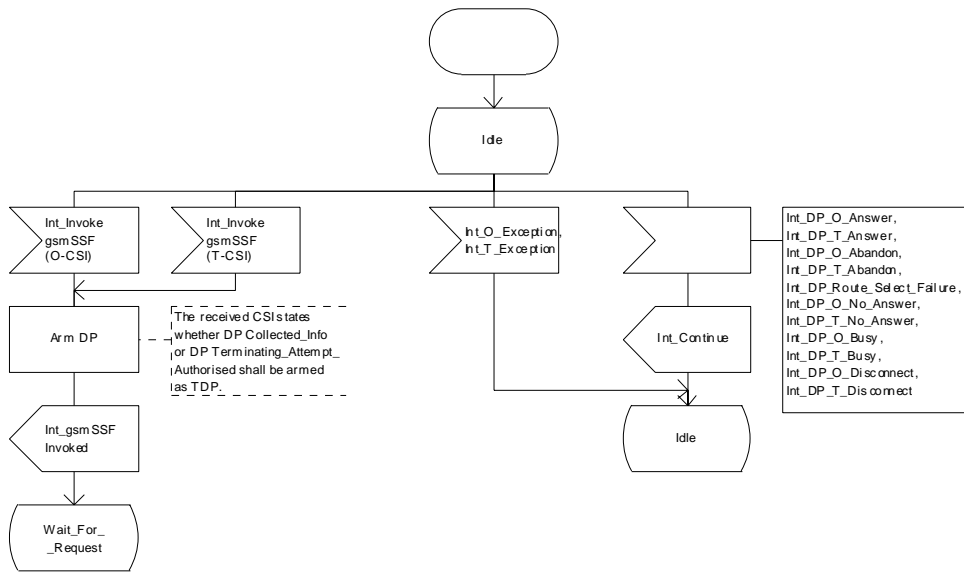 Idle
Int_Invoke
gsmSSF
(O-CSI)
Int_Invoke
gsmSSF
(T-CSI)
Int_O_Exception,
Int_T_Exception
Int_DP_O_Answer,
Int_DP_T_Answer,
Int_DP_O_Abandon,
Int_DP_T_Abandon,
Int_DP_Route_Select_Failure,
Int_DP_O_No_Answer,
Int_DP_T_No_Answer,
Int_DP_O_Busy,
Int_DP_T_Busy,
Int_DP_O_Disconnect,
Int_DP_T_Disconnect
Arm DP
The received CSI states
whether DP Collected_Info
or DP Terminating_Attempt_
Authorised shall be armed
as TDP.
Int_Continue
Int_gsmSSF
Invoked
Idle
Wait_For_
_Request